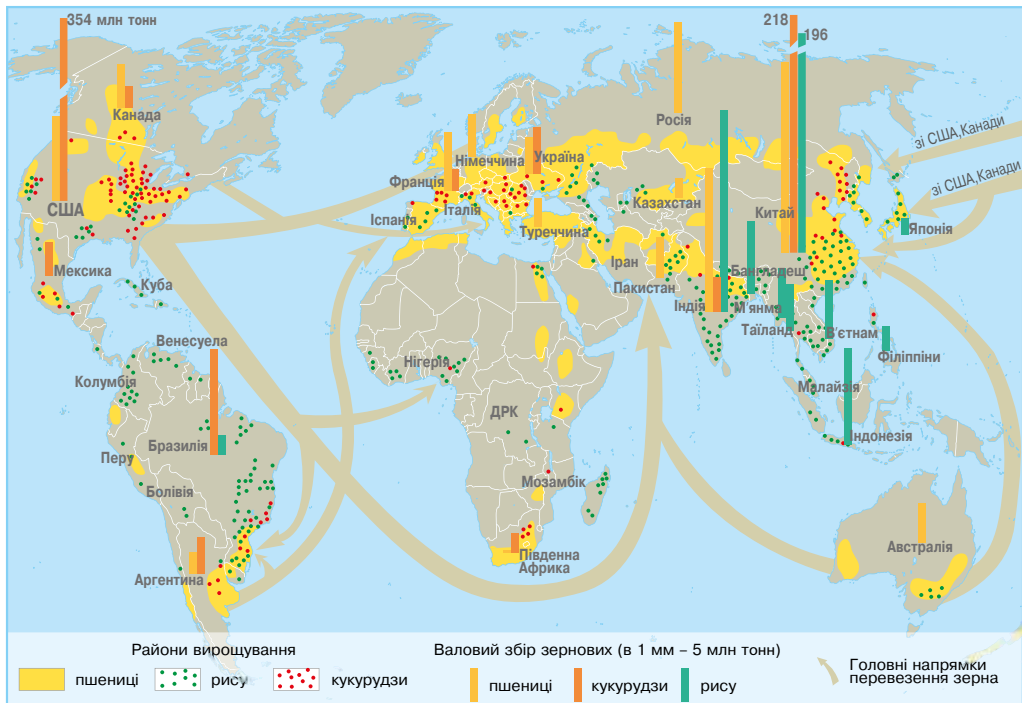 354 млн тонн
218
196
Канада
Росія
зі США,Канади
зі США,Канади
Німеччина
Україна
Франція
Казахстан
США
Іспанія
Італія
Китай
Туреччина
Японія
Іран
Мексика
Бангладеш
Пакистан
Куба
Індія
М'янма
Таїланд
В'єтнам
Венесуела
Філіппіни
Нігерія
Колумбія
Малайзія
ДРК
Бразилія
Індонезія
Перу
Мозамбік
Болівія
Австралія
Південна
Африка
Аргентина
Райони вирощування
пшениці
рису
кукурудзи
Валовий збір зернових (в 1 мм – 5 млн тонн)
пшениці
кукурудзи
рису
Головні напрямки
перевезення зерна